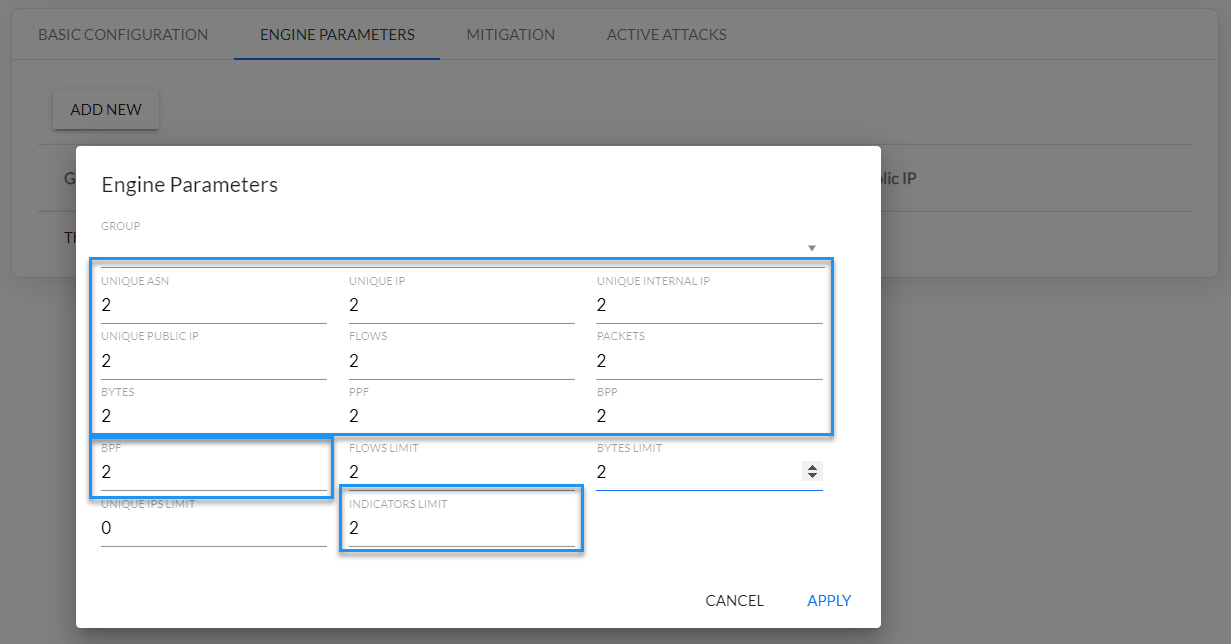 BASIC CONFIGURATION ENGINE PARAMETERS MITIGATION ACTIVE ATTACKS
ADD NEW
G lic IP
Engine Parameters
GROUP
Th
UNIQUE ASN UNIQUE IP UNIQUE INTERNAL IP
2 2 2
UNIQUE PUBLIC IP FLOWS PACKETS
2 2 2
BYTES PPF BPP
2 2 2
BPF FLOWS LIMIT BYTES LIMIT
2 2 2
UNIQUE IPS LIMIT INDICATORS LIMIT
0 2
CANCEL APPLY